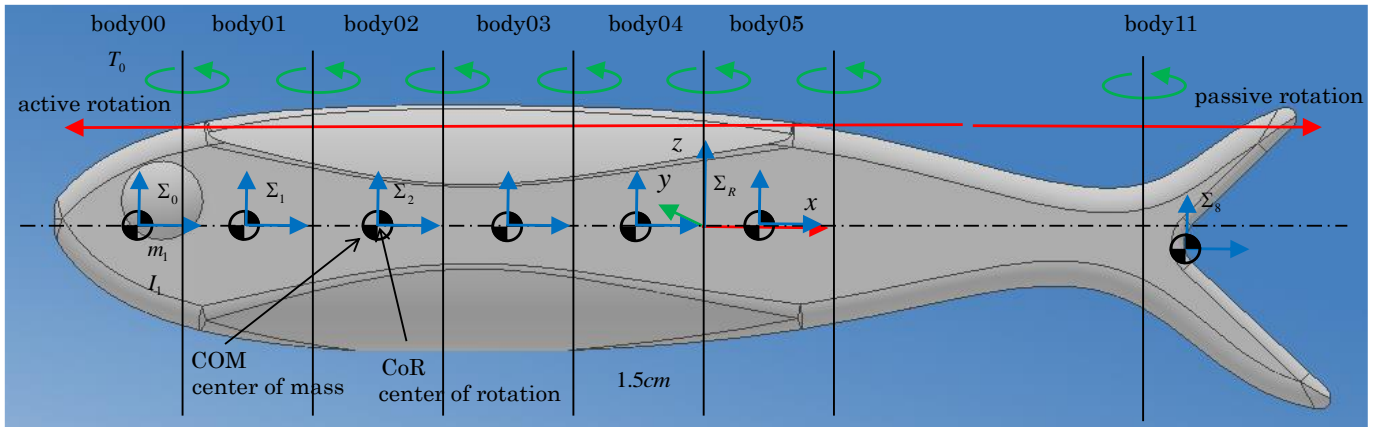 body00 body01 body02 body03 body04 body05 body11
T₀
active rotation
passive rotation
z
y
x
Σ₀ Σ₁ Σ₂ Σ_R Σ₈
m₁
I₁
COM
center of mass
CoR
center of rotation
1.5cm